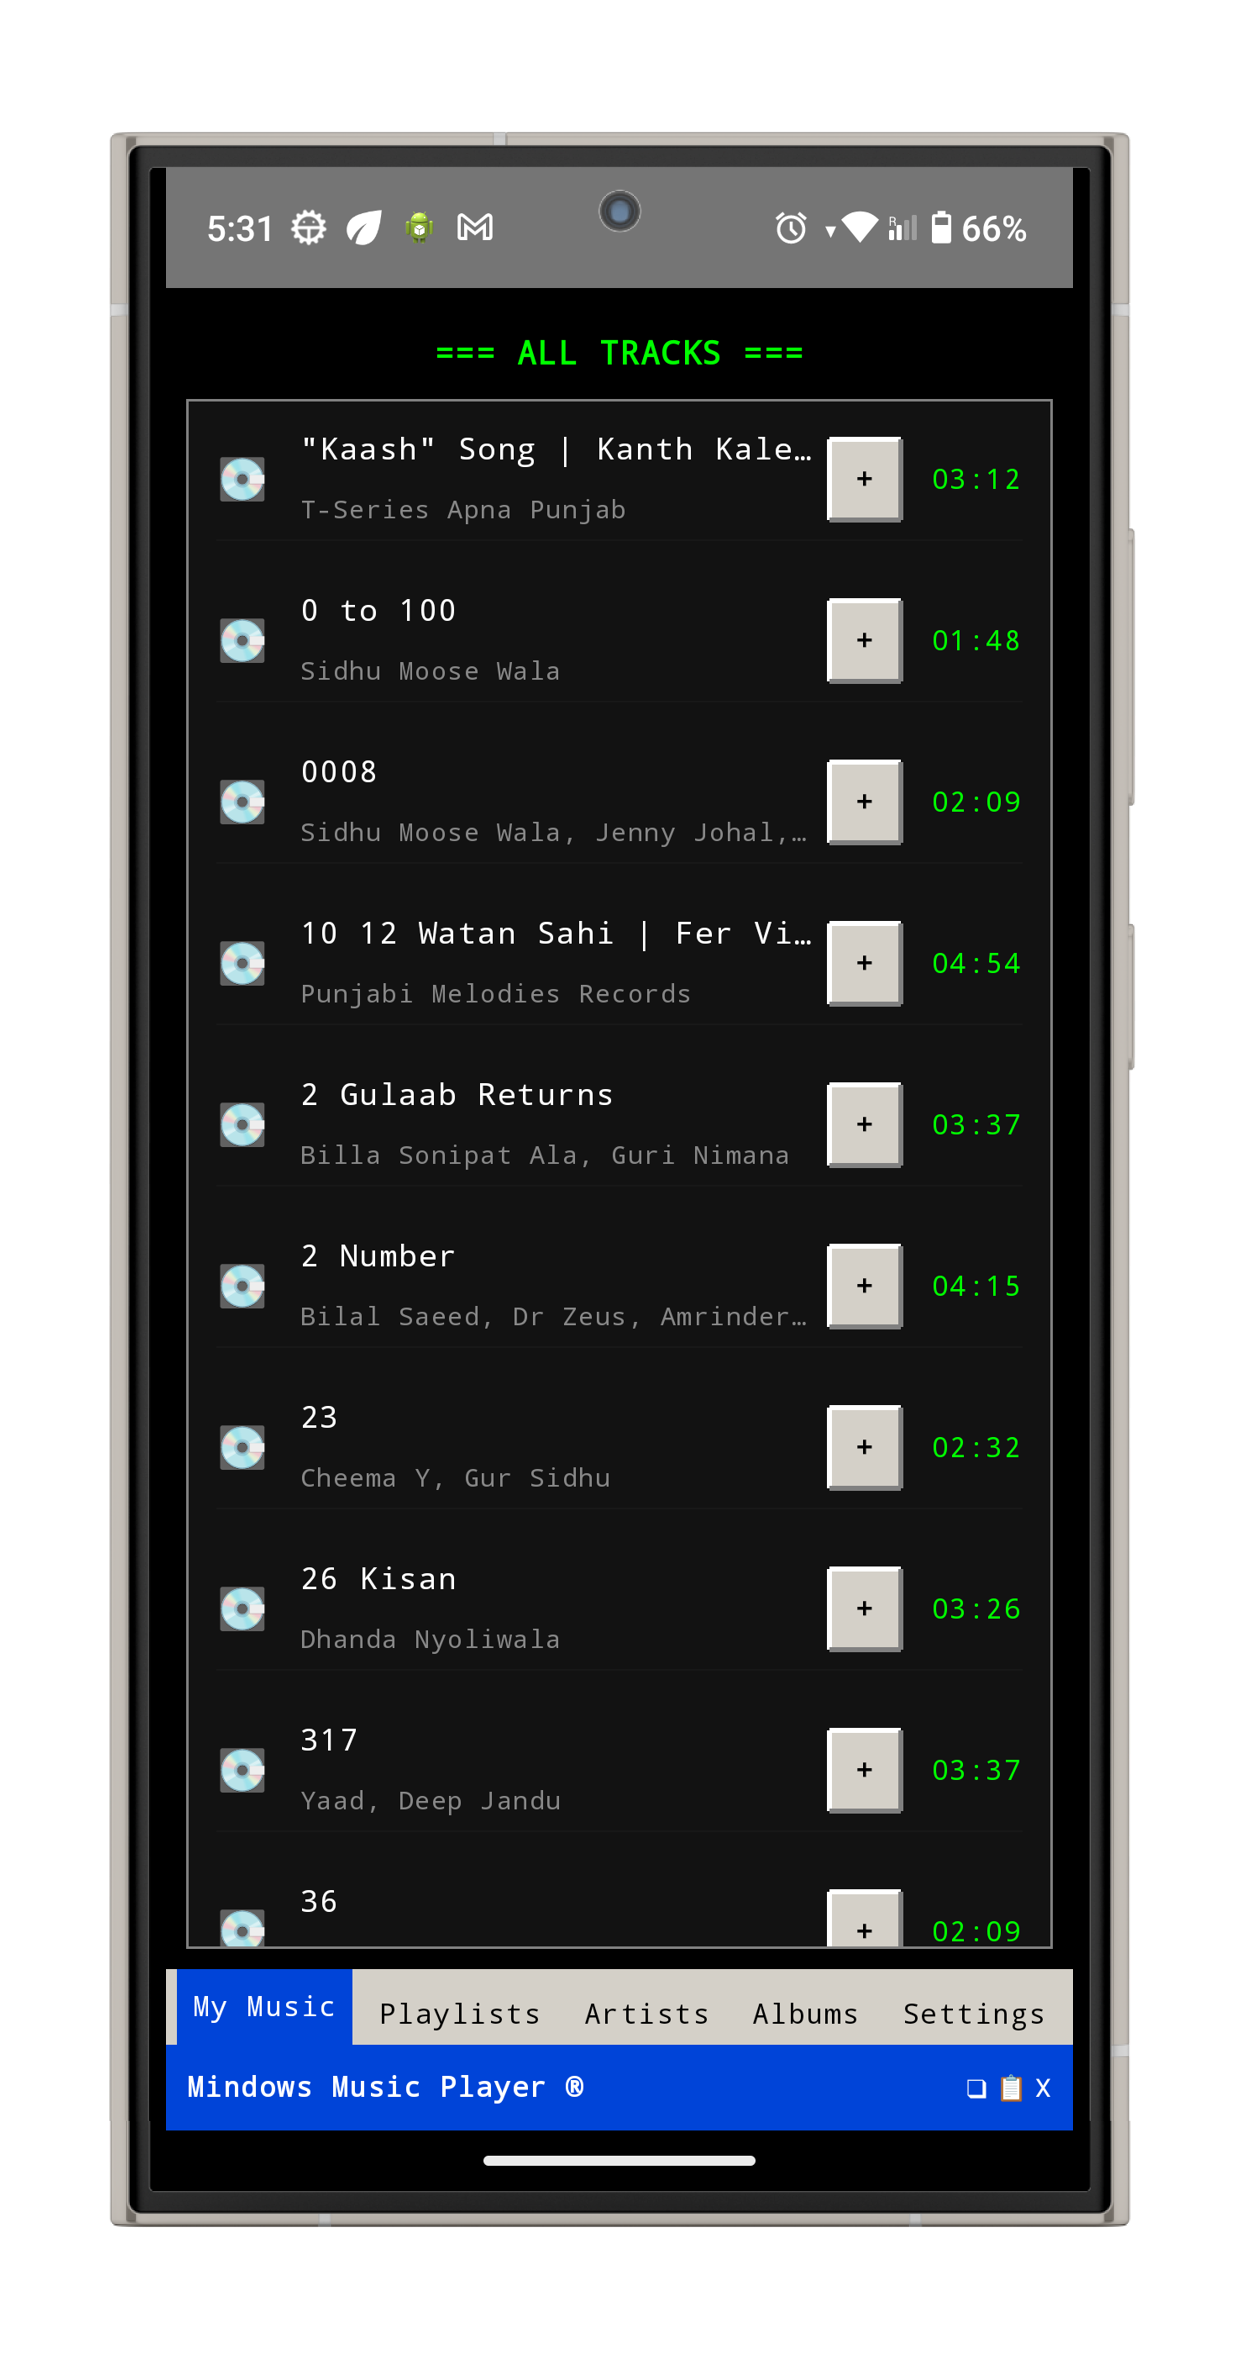 5:31 66%
=== ALL TRACKS ===
"Kaash" Song | Kanth Kale…
T-Series Apna Punjab
+ 03:12
0 to 100
Sidhu Moose Wala
+ 01:48
0008
Sidhu Moose Wala, Jenny Johal,…
+ 02:09
10 12 Watan Sahi | Fer Vi…
Punjabi Melodies Records
+ 04:54
2 Gulaab Returns
Billa Sonipat Ala, Guri Nimana
+ 03:37
2 Number
Bilal Saeed, Dr Zeus, Amrinder…
+ 04:15
23
Cheema Y, Gur Sidhu
+ 02:32
26 Kisan
Dhanda Nyoliwala
+ 03:26
317
Yaad, Deep Jandu
+ 03:37
36
+ 02:09
My Music Playlists Artists Albums Settings
Mindows Music Player ® ❏ 📋 X